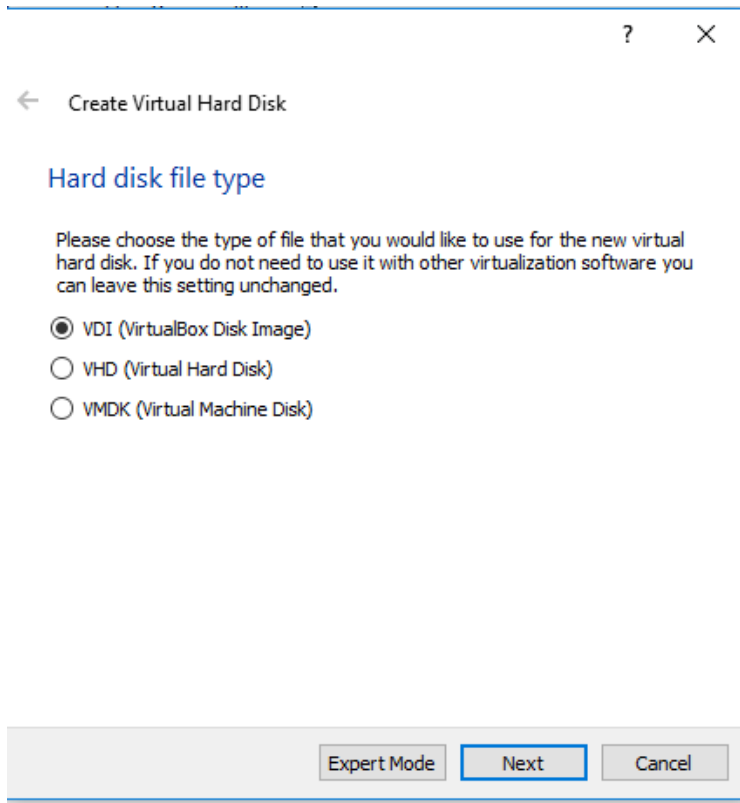 ?
Create Virtual Hard Disk
Hard disk file type
Please choose the type of file that you would like to use for the new virtual
hard disk. If you do not need to use it with other virtualization software you
can leave this setting unchanged.
VDI (VirtualBox Disk Image)
VHD (Virtual Hard Disk)
VMDK (Virtual Machine Disk)
Expert Mode Next Cancel